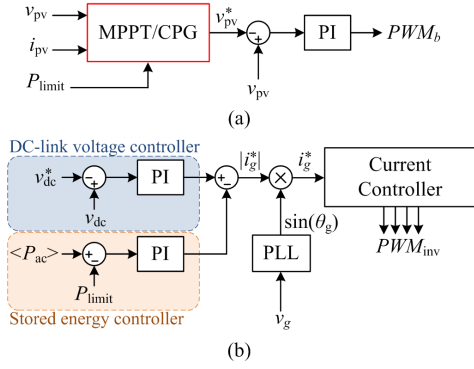 v_pv
i_pv
P_limit
MPPT/CPG
v*_pv
+
−
v_pv
PI
PWM_b
(a)
DC-link voltage controller
v*_dc
−
+
v_dc
PI
+
−
|i*_g|
×
i*_g
Current
Controller
sin(θ_g)
PWM_inv
<P_ac>
+
−
P_limit
PI
PLL
v_g
Stored energy controller
(b)